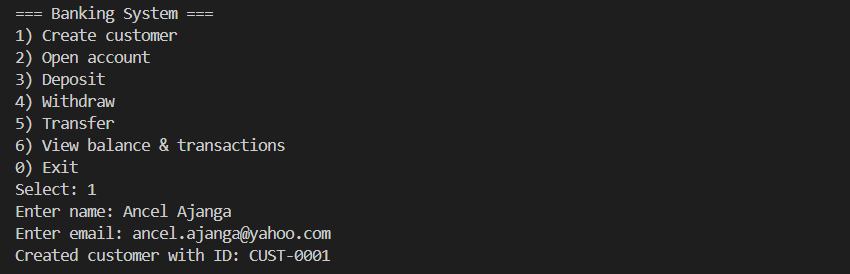 === Banking System ===
1) Create customer
2) Open account
3) Deposit
4) Withdraw
5) Transfer
6) View balance & transactions
0) Exit
Select: 1
Enter name: Ancel Ajanga
Enter email: ancel.ajanga@yahoo.com
Created customer with ID: CUST-0001